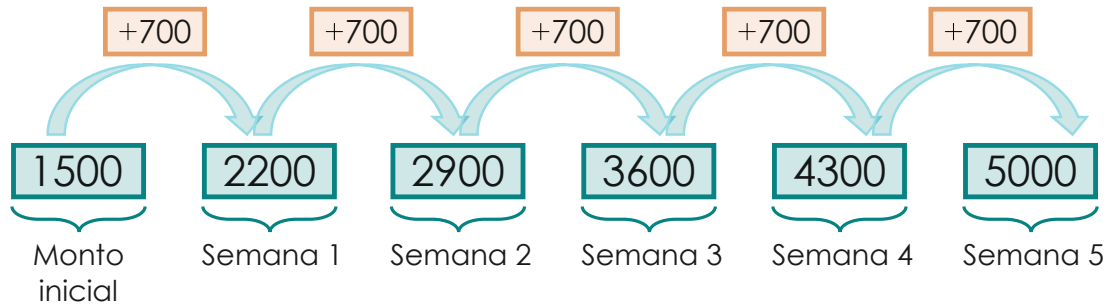 +700 +700 +700 +700 +700
1500 2200 2900 3600 4300 5000
Monto Semana 1 Semana 2 Semana 3 Semana 4 Semana 5
inicial